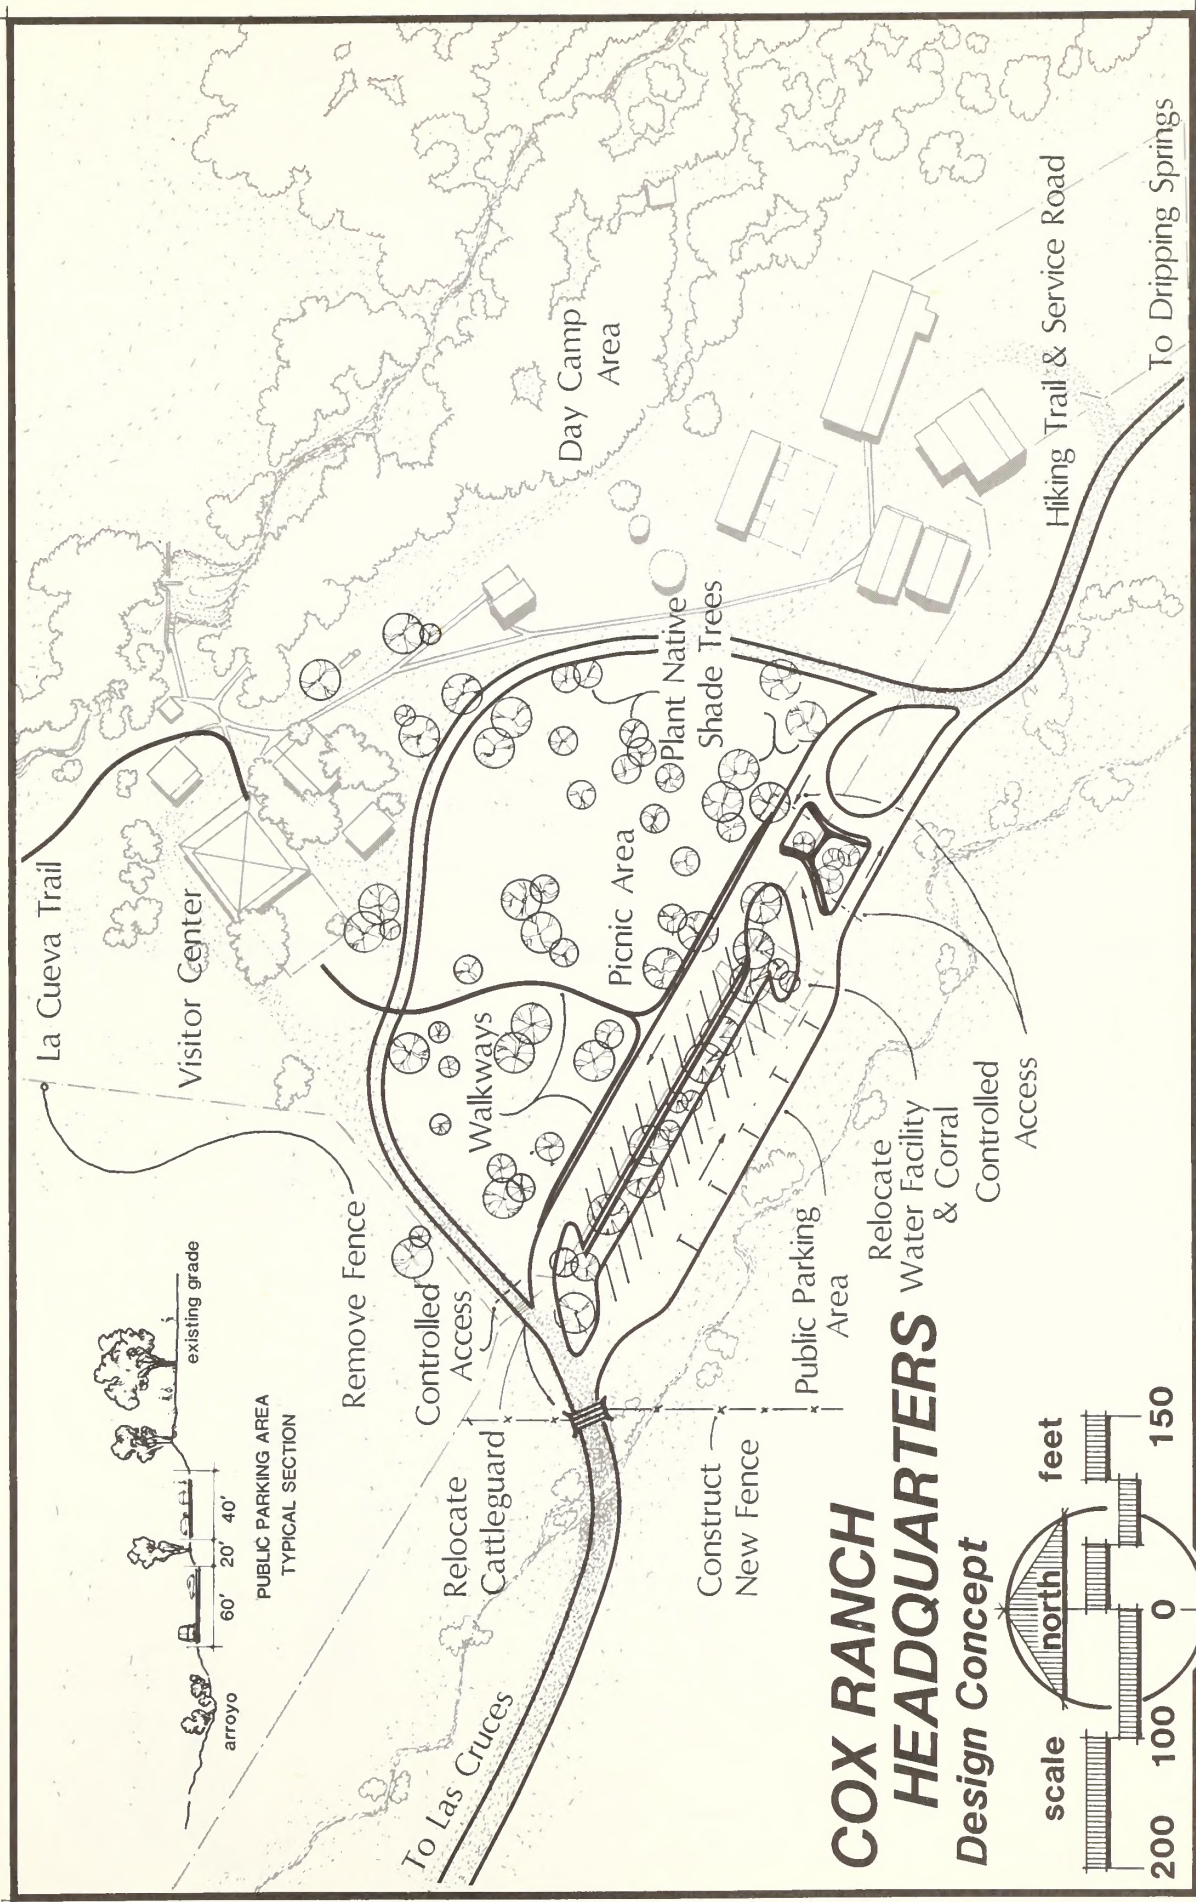 La Cueva Trail
Visitor Center
Remove Fence
Controlled
Access
Walkways
Picnic Area
Plant Native
Shade Trees
Day Camp
Area
Hiking Trail & Service Road
To Dripping Springs
Relocate
Cattleguard
Construct
New Fence
Public Parking
Area
Relocate
Water Facility
& Corral
Controlled
Access
To Las Cruces
arroyo
60'
20'
40'
existing grade
PUBLIC PARKING AREA
TYPICAL SECTION
COX RANCH
HEADQUARTERS
Design Concept
scale
north
feet
200
100
0
150